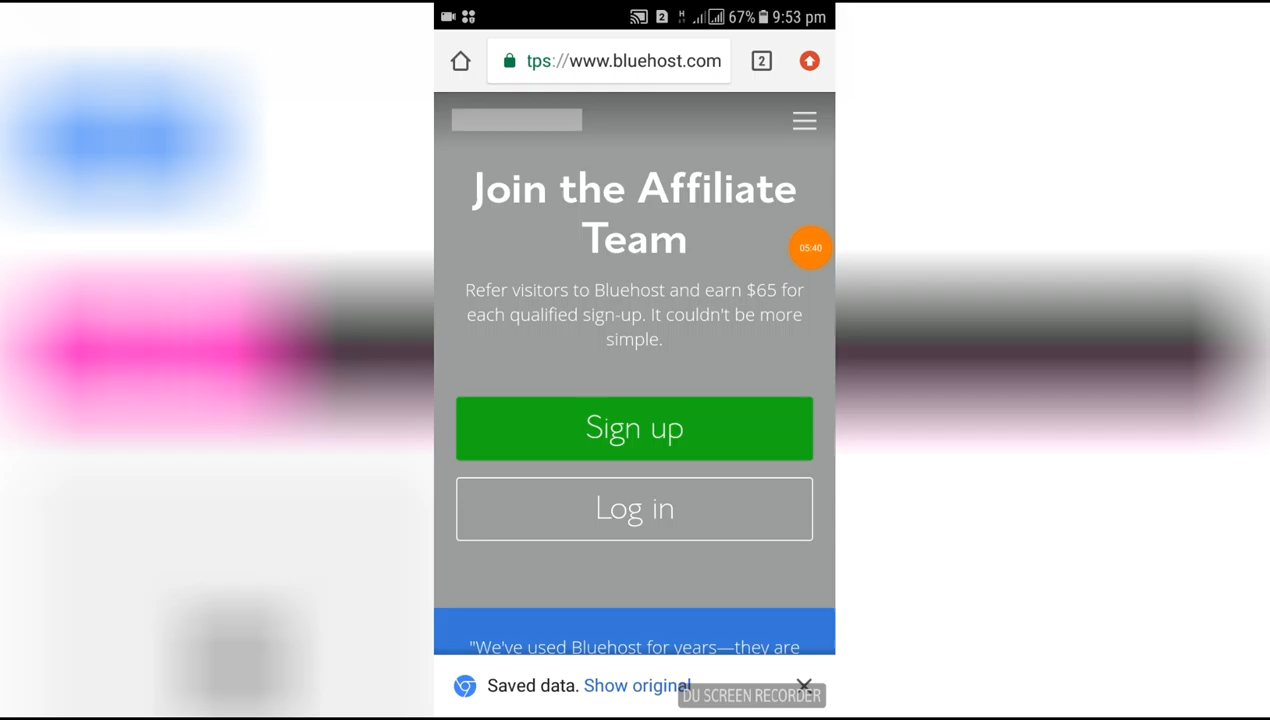 2 67% 9:53 pm
tps://www.bluehost.com 2
Join the Affiliate
Team
05:40
Refer visitors to Bluehost and earn $65 for
each qualified sign-up. It couldn't be more
simple.
Sign up
Log in
"We've used Bluehost for years—they are
Saved data. Show original
DU SCREEN RECORDER